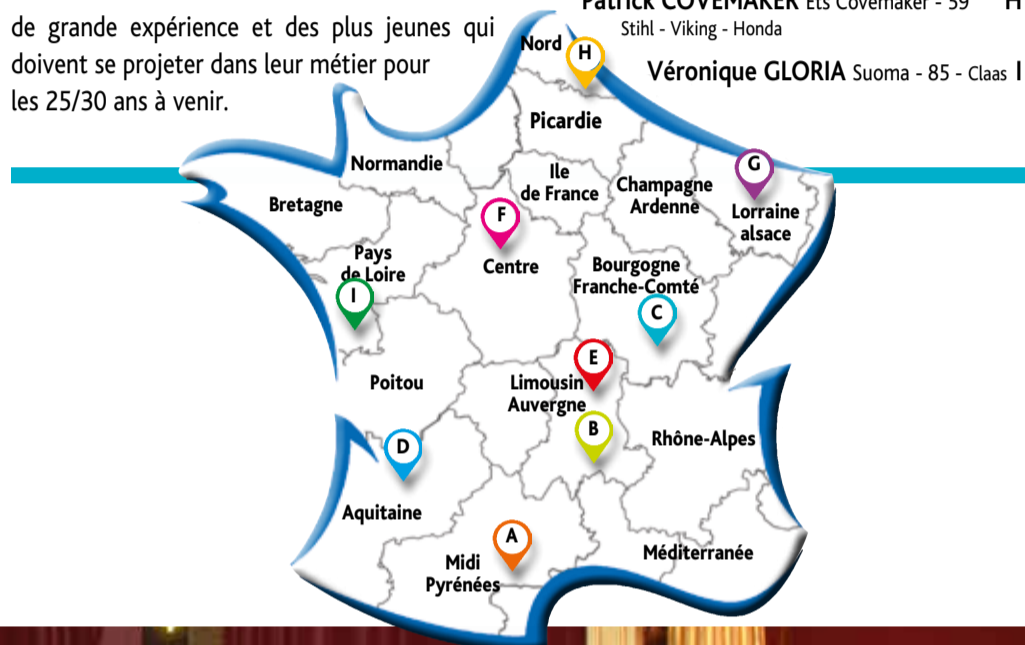 de grande expérience et des plus jeunes qui
doivent se projeter dans leur métier pour
les 25/30 ans à venir.
Patrick COVEMAKER Ets Covemaker - 59 H
Stihl - Viking - Honda
Véronique GLORIA Suoma - 85 - Claas I
Nord
H
Picardie
Normandie
Ile
de France
Champagne
Ardenne
G
Lorraine
alsace
Bretagne
F
Centre
Pays
de Loire
I
Bourgogne
Franche-Comté
C
Poitou
E
Limousin
Auvergne
B
Rhône-Alpes
D
Aquitaine
A
Midi
Pyrénées
Méditerranée